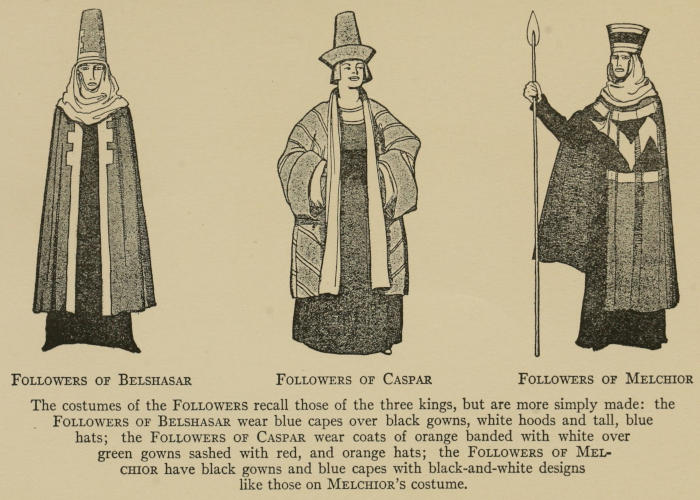 Followers of Belshasar
Followers of Caspar
Followers of Melchior
The costumes of the Followers recall those of the three kings, but are more simply made: the
Followers of Belshasar wear blue capes over black gowns, white hoods and tall, blue
hats; the Followers of Caspar wear coats of orange banded with white over
green gowns sashed with red, and orange hats; the Followers of Mel-
chior have black gowns and blue capes with black-and-white designs
like those on Melchior's costume.